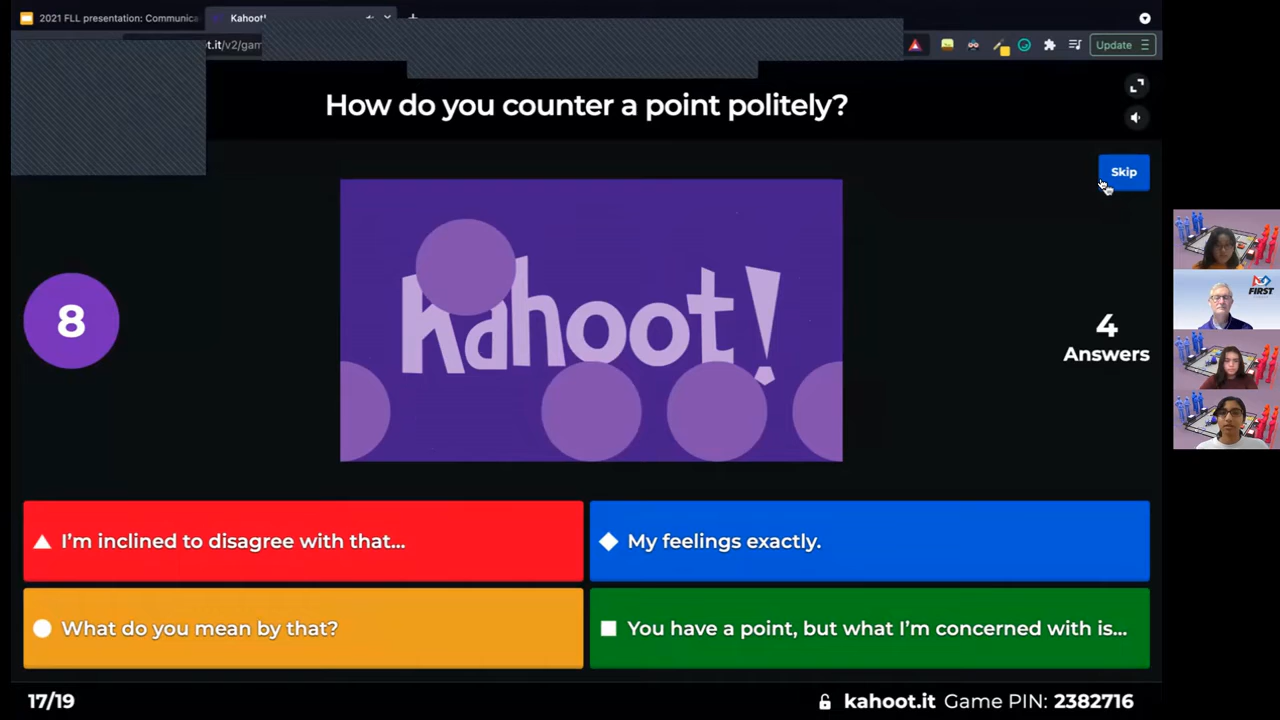 2021 FLL presentation: Communica
Kahoot!
ot.it/v2/gam
Update
How do you counter a point politely?
Skip
Kahoot!
8
4
Answers
FIRST
I'm inclined to disagree with that...
My feelings exactly.
What do you mean by that?
You have a point, but what I'm concerned with is...
17/19
kahoot.it Game PIN: 2382716